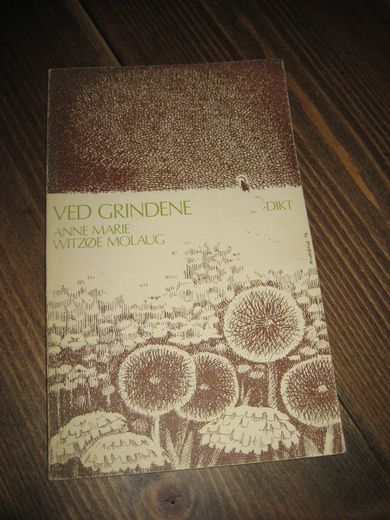 VED GRINDENE
ANNE MARIE
WITZØE MOLAUG
DIKT